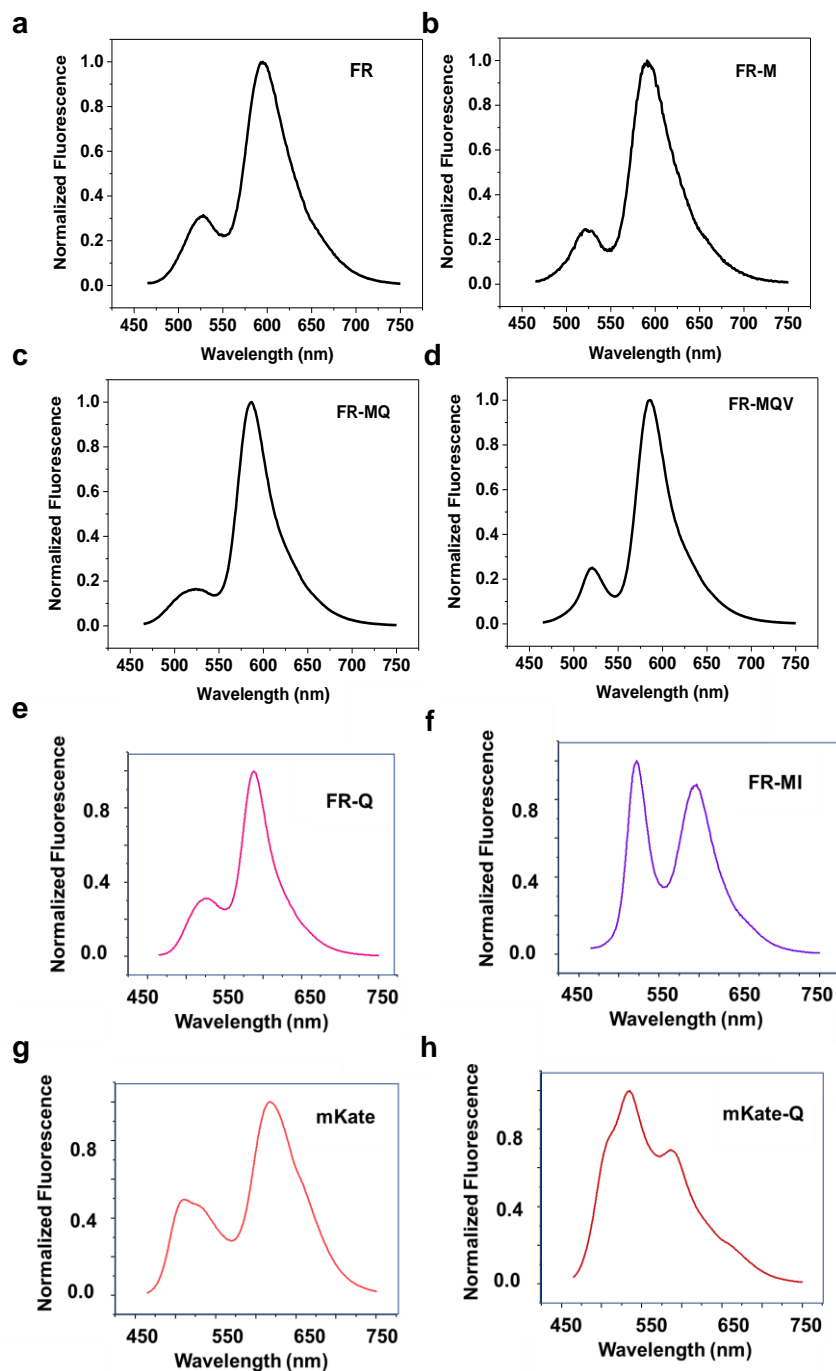 a
b
FR
FR-M
Normalized Fluorescence
1.0
0.8
0.6
0.4
0.2
0.0
Normalized Fluorescence
1.0
0.8
0.6
0.4
0.2
0.0
450 500 550 600 650 700 750
450 500 550 600 650 700 750
Wavelength (nm)
Wavelength (nm)
c
d
FR-MQ
FR-MQV
Normalized Fluorescence
1.0
0.8
0.6
0.4
0.2
0.0
Normalized Fluorescence
1.0
0.8
0.6
0.4
0.2
0.0
450 500 550 600 650 700 750
450 500 550 600 650 700 750
Wavelength (nm)
Wavelength (nm)
e
f
FR-Q
FR-MI
Normalized Fluorescence
0.8
0.4
0.0
Normalized Fluorescence
0.8
0.4
0.0
450 550 650 750
450 550 650 750
Wavelength (nm)
Wavelength (nm)
g
h
mKate
mKate-Q
Normalized Fluorescence
0.8
0.4
0.0
Normalized Fluorescence
0.8
0.4
0.0
450 550 650 750
450 550 650 750
Wavelength (nm)
Wavelength (nm)